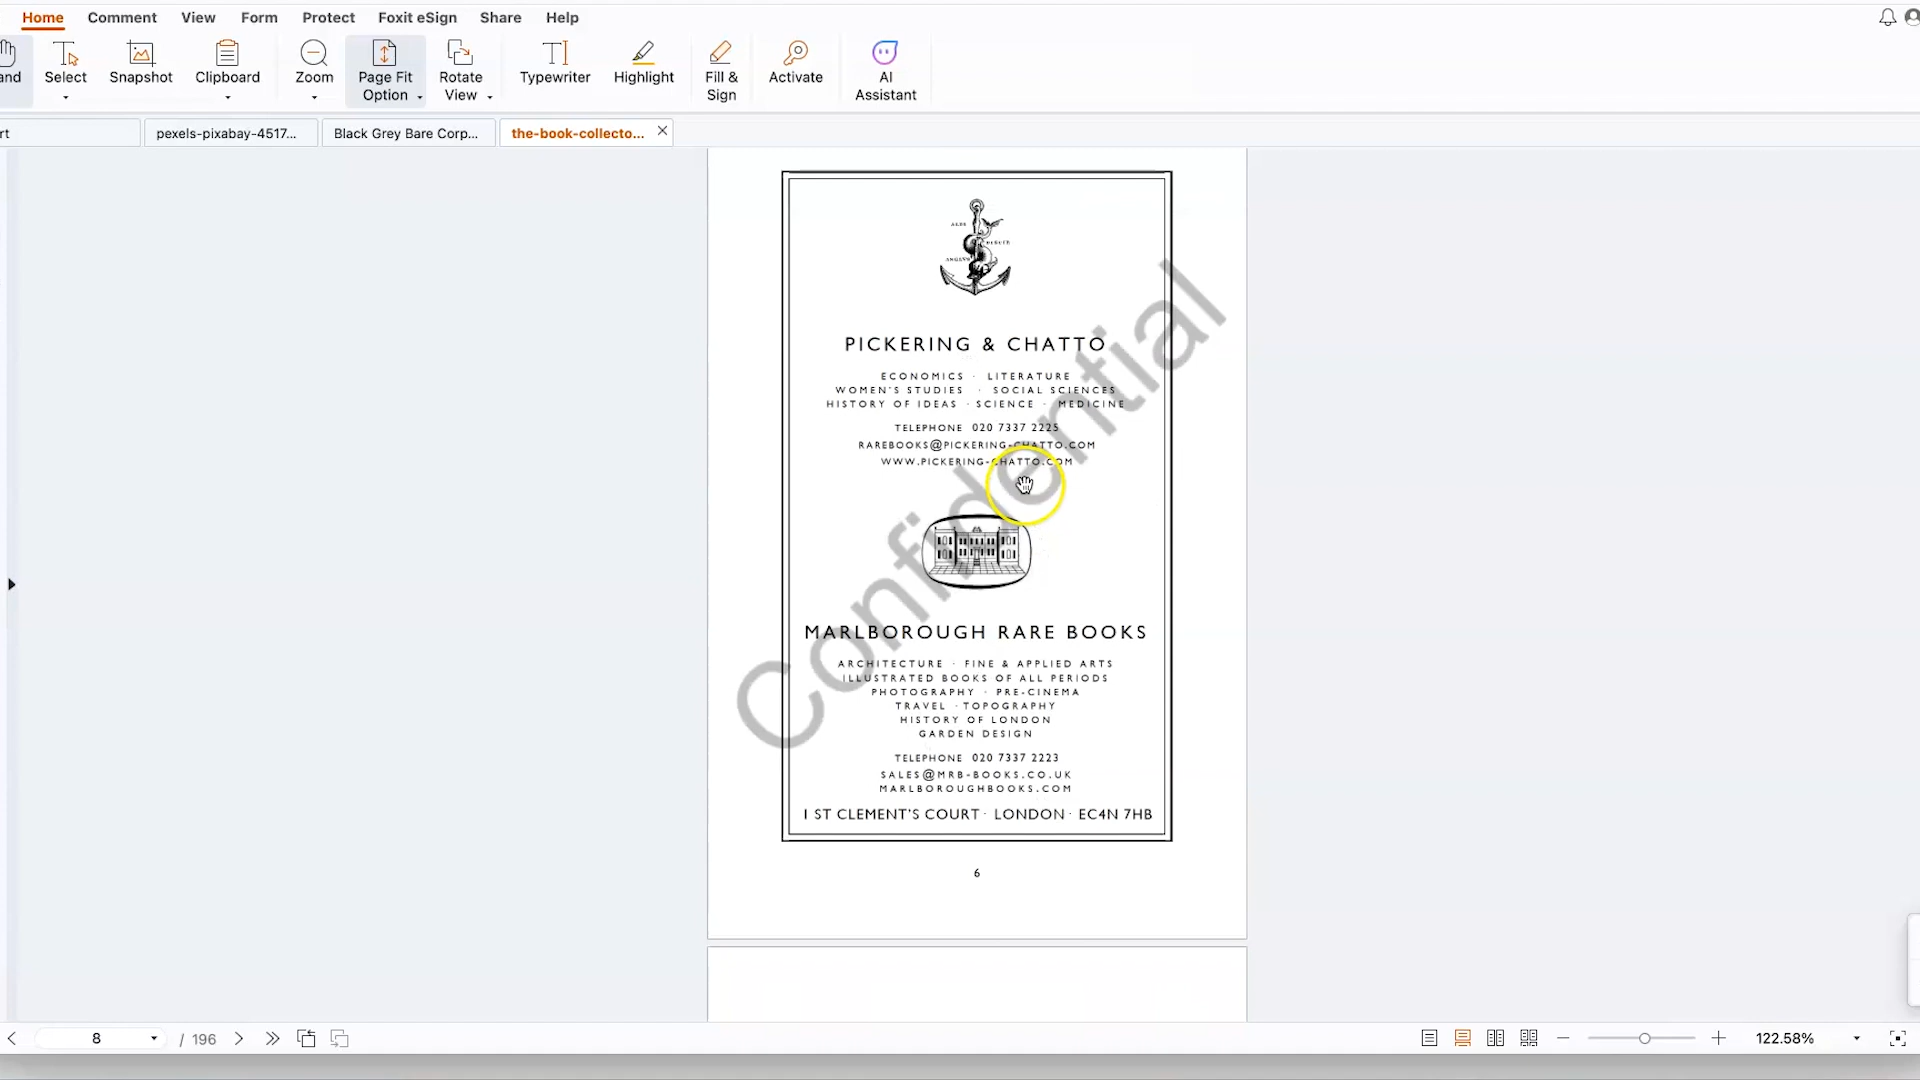 Home Comment View Form Protect Foxit eSign Share Help
and Select Snapshot Clipboard Zoom Page Fit Option Rotate View Typewriter Highlight Fill & Sign Activate AI Assistant
rt pexels-pixabay-4517... Black Grey Bare Corp... the-book-collecto...
ALDI
DISCIP
ANGLVS
PICKERING & CHATTO
ECONOMICS · LITERATURE
WOMEN'S STUDIES · SOCIAL SCIENCES
HISTORY OF IDEAS · SCIENCE · MEDICINE
TELEPHONE 020 7337 2225
RAREBOOKS@PICKERING-CHATTO.COM
WWW.PICKERING-CHATTO.COM
Confidential
MARLBOROUGH RARE BOOKS
ARCHITECTURE · FINE & APPLIED ARTS
ILLUSTRATED BOOKS OF ALL PERIODS
PHOTOGRAPHY · PRE-CINEMA
TRAVEL · TOPOGRAPHY
HISTORY OF LONDON
GARDEN DESIGN
TELEPHONE 020 7337 2223
SALES@MRB-BOOKS.CO.UK
MARLBOROUGHBOOKS.COM
1 ST CLEMENT'S COURT · LONDON · EC4N 7HB
6
8 / 196 122.58%